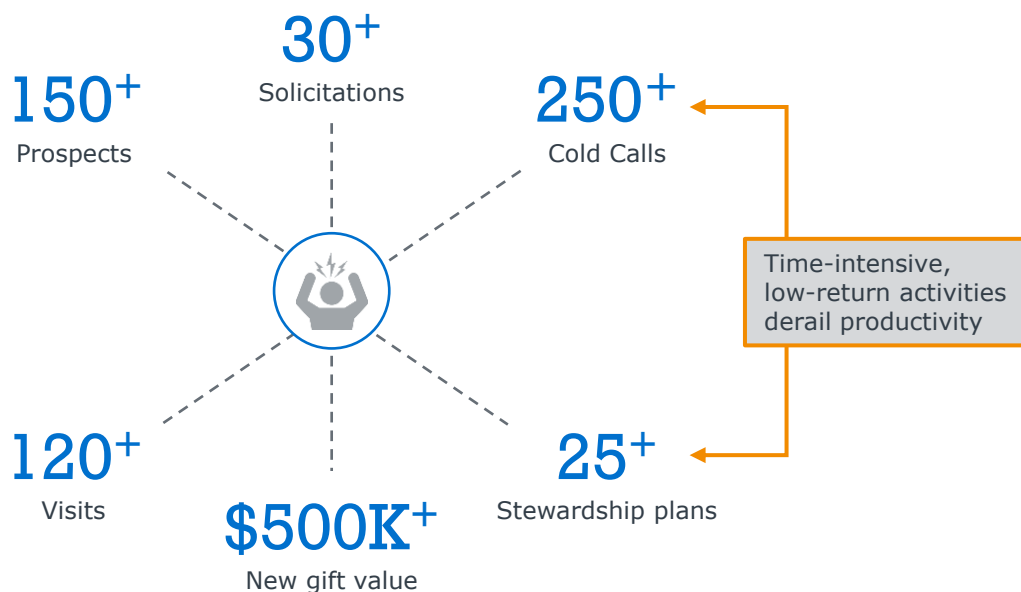 30+
Solicitations
150+
Prospects
250+
Cold Calls
Time-intensive,
low-return activities
derail productivity
120+
Visits
$500K+
New gift value
25+
Stewardship plans